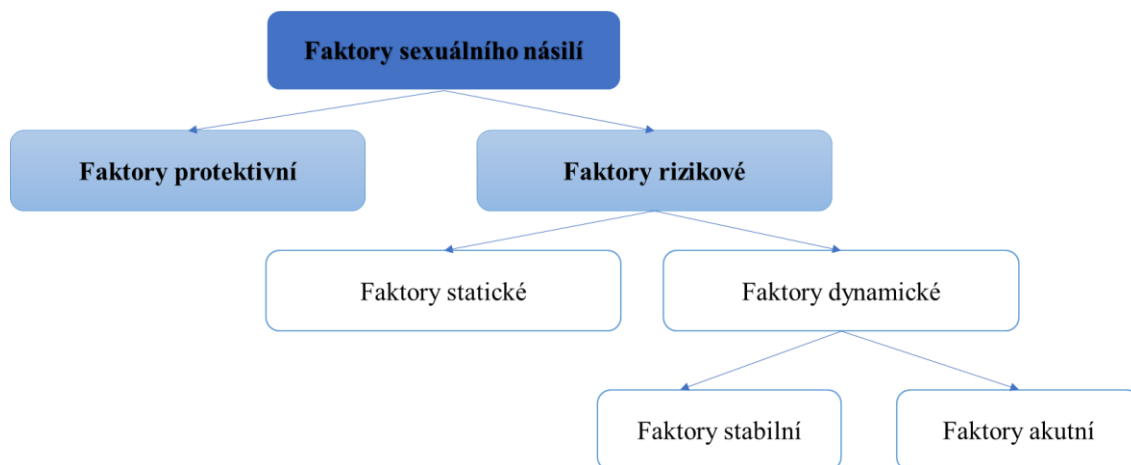 Faktory sexuálního násilí
Faktory protektivní
Faktory rizikové
Faktory statické
Faktory dynamické
Faktory stabilní
Faktory akutní